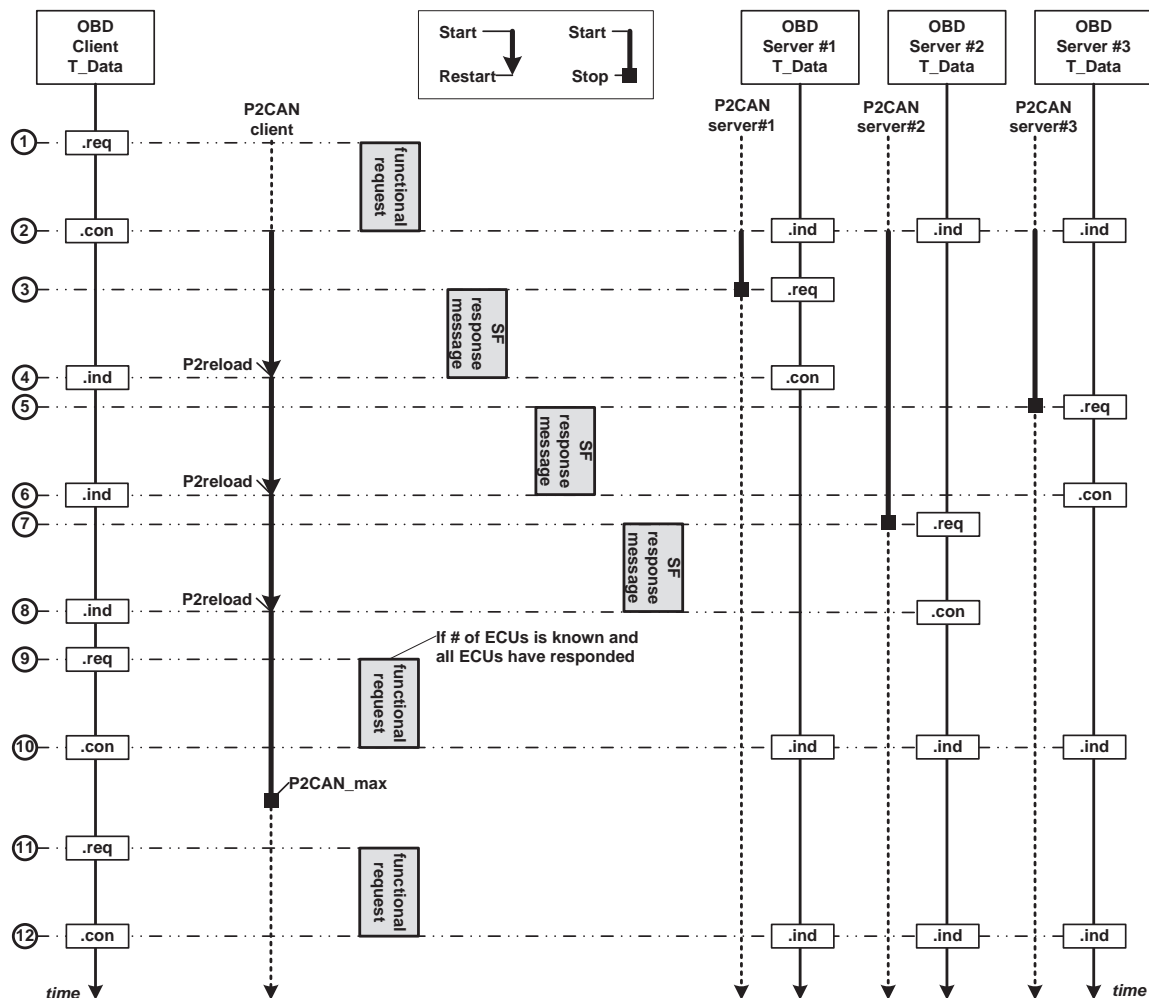 OBD
Client
T_Data
Start
Restart
Start
Stop
OBD
Server #1
T_Data
OBD
Server #2
T_Data
OBD
Server #3
T_Data
P2CAN
client
P2CAN
server#1
P2CAN
server#2
P2CAN
server#3
1
.req
functional
request
2
.con
.ind
.ind
.ind
3
.req
SF
response
message
4
.ind
P2reload
.con
5
.req
SF
response
message
6
.ind
P2reload
.con
7
.req
SF
response
message
8
.ind
P2reload
.con
If # of ECUs is known and
all ECUs have responded
9
.req
functional
request
10
.con
.ind
.ind
.ind
P2CAN_max
11
.req
functional
request
12
.con
.ind
.ind
.ind
time
time